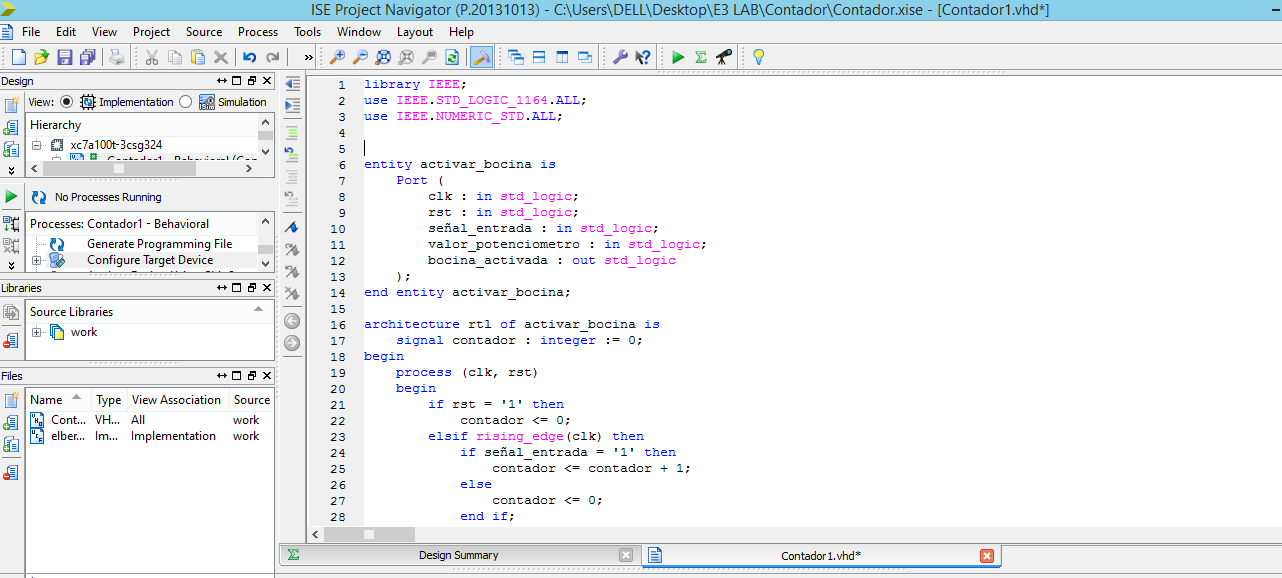 ISE Project Navigator (P.20131013) - C:\Users\DELL\Desktop\E3 LAB\Contador\Contador.xise - [Contador1.vhd*]
File Edit View Project Source Process Tools Window Layout Help
Design
View: Implementation Simulation
Hierarchy
xc7a100t-3csg324
No Processes Running
Processes: Contador1 - Behavioral
Generate Programming File
Configure Target Device
Libraries
Source Libraries
work
Files
Name Type View Association Source
Cont... VH... All work
elber... Im... Implementation work
1 library IEEE;
2 use IEEE.STD_LOGIC_1164.ALL;
3 use IEEE.NUMERIC_STD.ALL;
4
5
6 entity activar_bocina is
7 Port (
8 clk : in std_logic;
9 rst : in std_logic;
10 señal_entrada : in std_logic;
11 valor_potenciometro : in std_logic;
12 bocina_activada : out std_logic
13 );
14 end entity activar_bocina;
15
16 architecture rtl of activar_bocina is
17 signal contador : integer := 0;
18 begin
19 process (clk, rst)
20 begin
21 if rst = '1' then
22 contador <= 0;
23 elsif rising_edge(clk) then
24 if señal_entrada = '1' then
25 contador <= contador + 1;
26 else
27 contador <= 0;
28 end if;
Design Summary
Contador1.vhd*